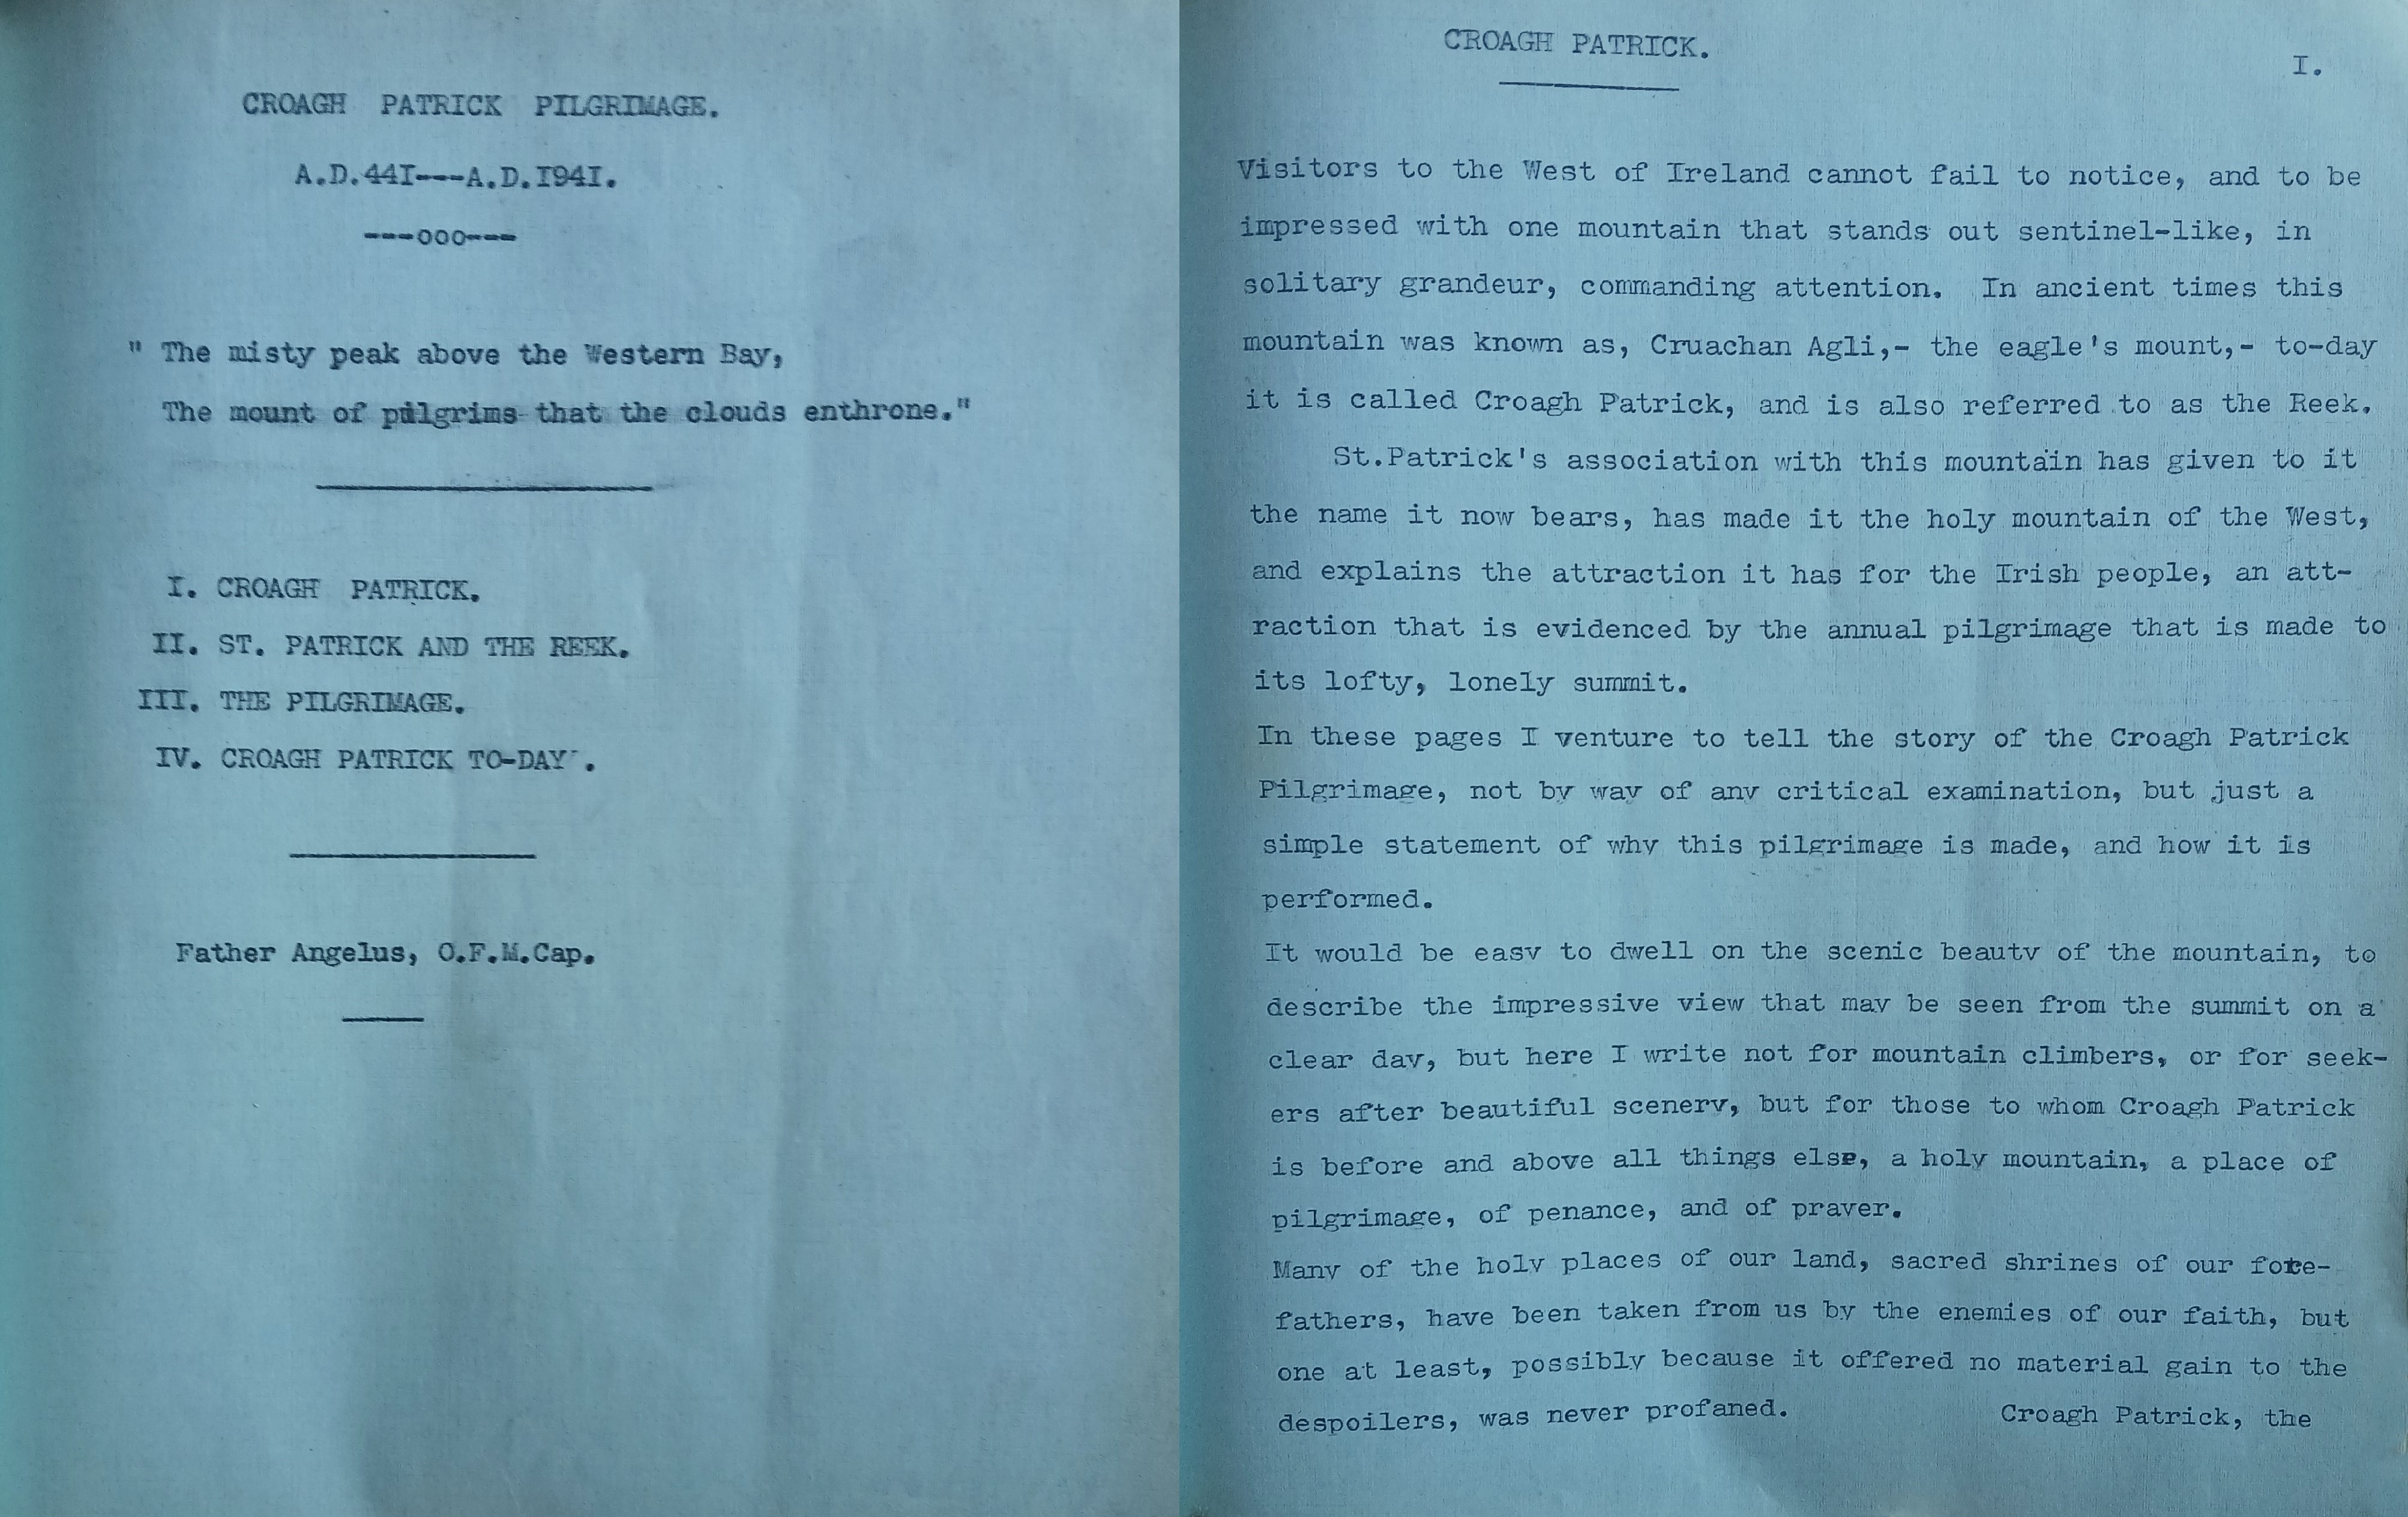 CROAGH PATRICK PILGRIMAGE.
A.D.44I---A.D.I94I.
---ooo---
" The misty peak above the Western Bay,
The mount of pilgrims that the clouds enthrone."
I. CROAGH PATRICK.
II. ST. PATRICK AND THE REEK.
III. THE PILGRIMAGE.
IV. CROAGH PATRICK TO-DAY .
Father Angelus, O.F.M.Cap.
CROAGH PATRICK.
I.
Visitors to the West of Ireland cannot fail to notice, and to be
impressed with one mountain that stands out sentinel-like, in
solitary grandeur, commanding attention. In ancient times this
mountain was known as, Cruachan Agli,- the eagle's mount,- to-day
it is called Croagh Patrick, and is also referred to as the Reek.
St.Patrick's association with this mountain has given to it
the name it now bears, has made it the holy mountain of the West,
and explains the attraction it has for the Irish people, an att-
raction that is evidenced by the annual pilgrimage that is made to
its lofty, lonely summit.
In these pages I venture to tell the story of the Croagh Patrick
Pilgrimage, not by way of any critical examination, but just a
simple statement of why this pilgrimage is made, and how it is
performed.
It would be easy to dwell on the scenic beauty of the mountain, to
describe the impressive view that may be seen from the summit on a
clear day, but here I write not for mountain climbers, or for seek-
ers after beautiful scenery, but for those to whom Croagh Patrick
is before and above all things else, a holy mountain, a place of
pilgrimage, of penance, and of prayer.
Many of the holy places of our land, sacred shrines of our fore-
fathers, have been taken from us by the enemies of our faith, but
one at least, possibly because it offered no material gain to the
despoilers, was never profaned. Croagh Patrick, the